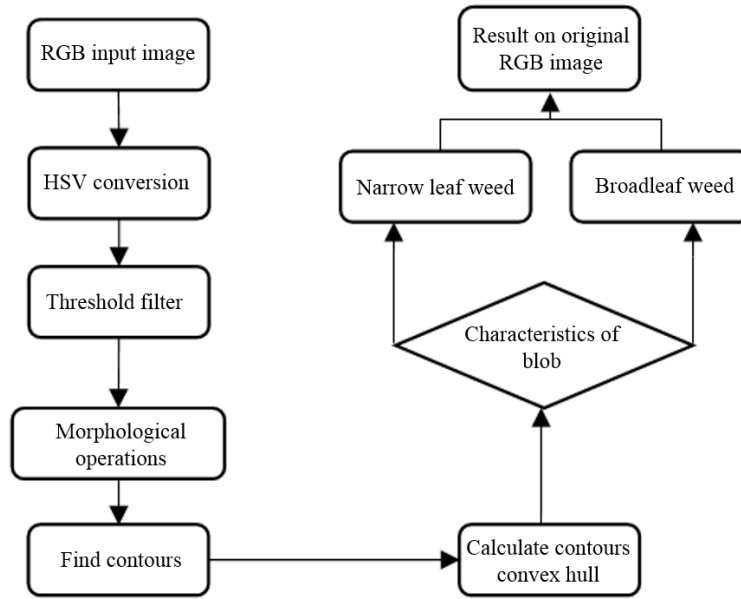 RGB input image
HSV conversion
Threshold filter
Morphological
operations
Find contours
Calculate contours
convex hull
Characteristics of
blob
Narrow leaf weed
Broadleaf weed
Result on original
RGB image